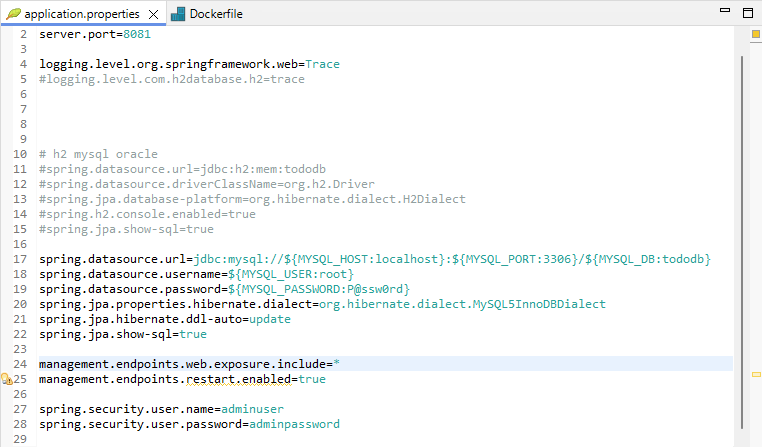 application.properties
Dockerfile
2 server.port=8081
3
4 logging.level.org.springframework.web=Trace
5 #logging.level.com.h2database.h2=trace
6
7
8
9
10 # h2 mysql oracle
11 #spring.datasource.url=jdbc:h2:mem:tododb
12 #spring.datasource.driverClassName=org.h2.Driver
13 #spring.jpa.database-platform=org.hibernate.dialect.H2Dialect
14 #spring.h2.console.enabled=true
15 #spring.jpa.show-sql=true
16
17 spring.datasource.url=jdbc:mysql://${MYSQL_HOST:localhost}:${MYSQL_PORT:3306}/${MYSQL_DB:tododb}
18 spring.datasource.username=${MYSQL_USER:root}
19 spring.datasource.password=${MYSQL_PASSWORD:P@ssw0rd}
20 spring.jpa.properties.hibernate.dialect=org.hibernate.dialect.MySQL5InnoDBDialect
21 spring.jpa.hibernate.ddl-auto=update
22 spring.jpa.show-sql=true
23
24 management.endpoints.web.exposure.include=*
25 management.endpoints.restart.enabled=true
26
27 spring.security.user.name=adminuser
28 spring.security.user.password=adminpassword
29